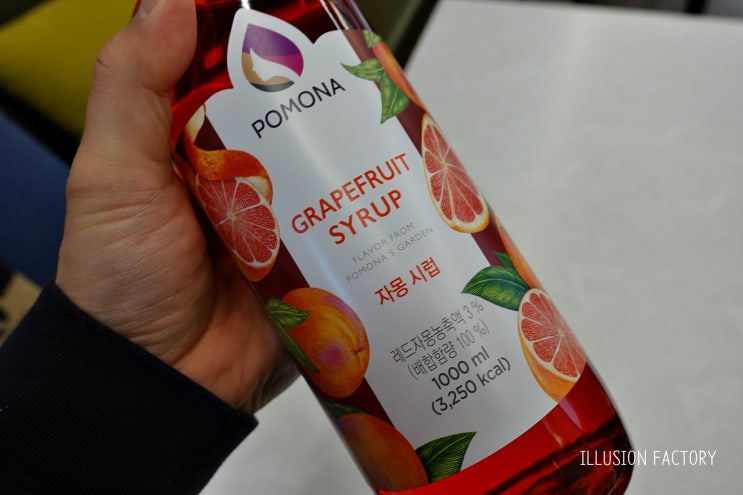 POMONA
GRAPEFRUIT
SYRUP
FLAVOR FROM
POMONA'S GARDEN
자몽 시럽
레드자몽농축액 3 %
(배합함량 100 %)
1000 ml
(3,250 kcal)
ILLUSION FACTORY